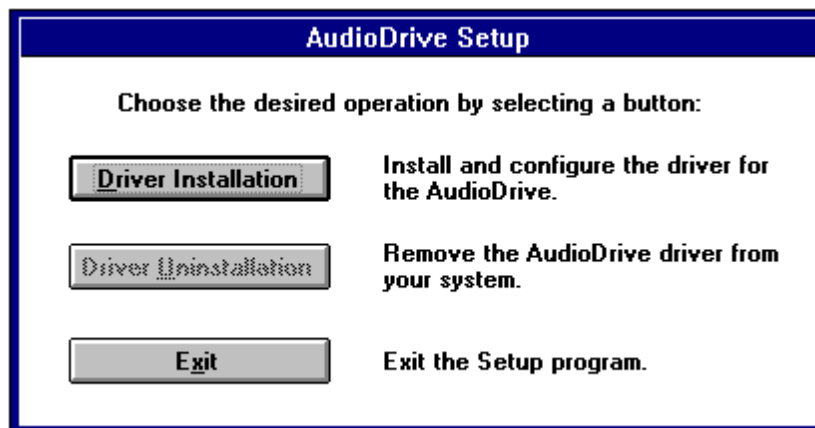 AudioDrive Setup
Choose the desired operation by selecting a button:
Driver Installation
Install and configure the driver for
the AudioDrive.
Driver Uninstallation
Remove the AudioDrive driver from
your system.
Exit
Exit the Setup program.